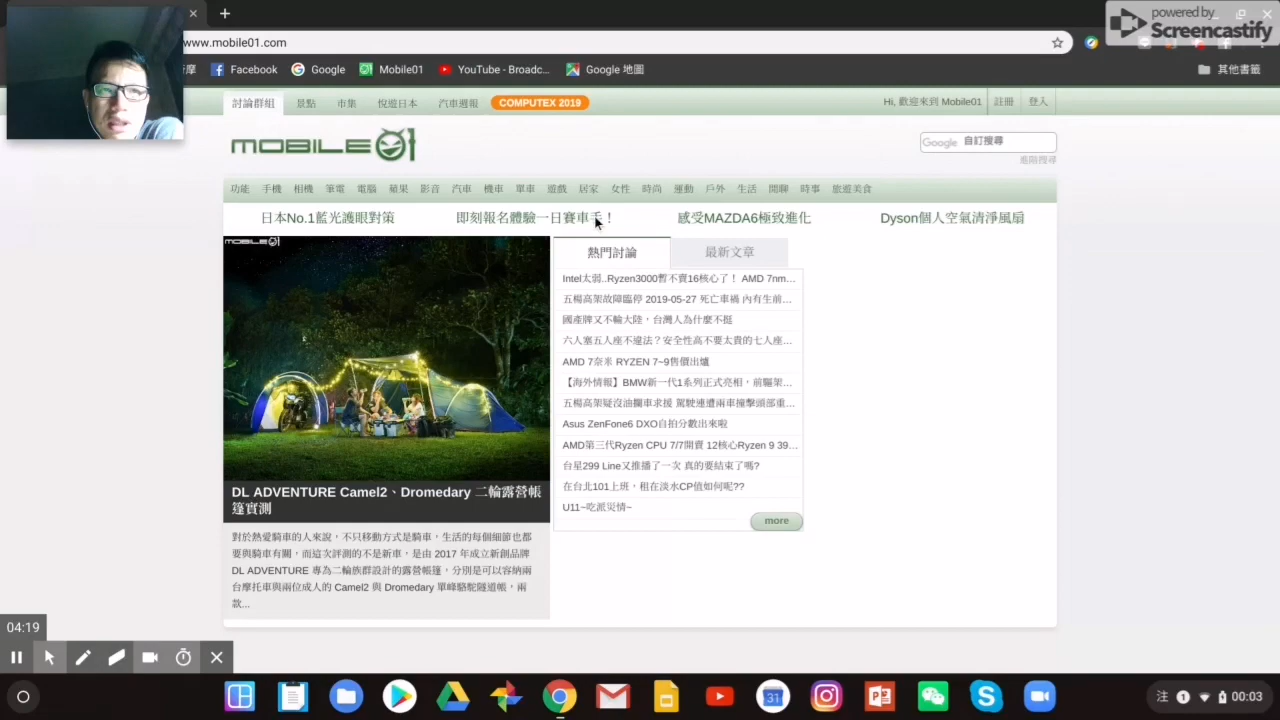 powered by
Screencastify
www.mobile01.com
Facebook
Google
Mobile01
YouTube - Broadc...
Google 地圖
其他書籤
討論群組
景點
市集
悅遊日本
汽車週報
COMPUTEX 2019
Hi, 歡迎來到 Mobile01
註冊
登入
MOBILE01
Google 自訂搜尋
進階搜尋
功能 手機 相機 筆電 電腦 蘋果 影音 汽車 機車 單車 遊戲 居家 女性 時尚 運動 戶外 生活 閒聊 時事 旅遊美食
日本No.1藍光護眼對策
即刻報名體驗一日賽車手！
感受MAZDA6極致進化
Dyson個人空氣清淨風扇
MOBILE01
熱門討論
最新文章
Intel太弱..Ryzen3000暫不賣16核心了！ AMD 7nm...
五楊高架故障臨停 2019-05-27 死亡車禍 內有生前...
國產牌又不輸大陸，台灣人為什麼不挺
六人塞五人座不違法？安全性高不要太貴的七人座...
AMD 7奈米 RYZEN 7~9售價出爐
【海外情報】BMW新一代1系列正式亮相，前驅架...
五楊高架疑沒油攔車求援 駕駛連遭兩車撞擊頭部重...
Asus ZenFone6 DXO自拍分數出來啦
AMD第三代Ryzen CPU 7/7開賣 12核心Ryzen 9 39...
台星299 Line又推播了一次 真的要結束了嗎?
在台北101上班，租在淡水CP值如何呢??
U11~吃派災情~
more
DL ADVENTURE Camel2、Dromedary 二輪露營帳
篷實測
對於熱愛騎車的人來說，不只移動方式是騎車，生活的每個細節也都
要與騎車有關，而這次評測的不是新車，是由 2017 年成立新創品牌
DL ADVENTURE 專為二輪族群設計的露營帳篷，分別是可以容納兩
台摩托車與兩位成人的 Camel2 與 Dromedary 單峰駱駝隧道帳，兩
款...
04:19
31
注
1
00:03